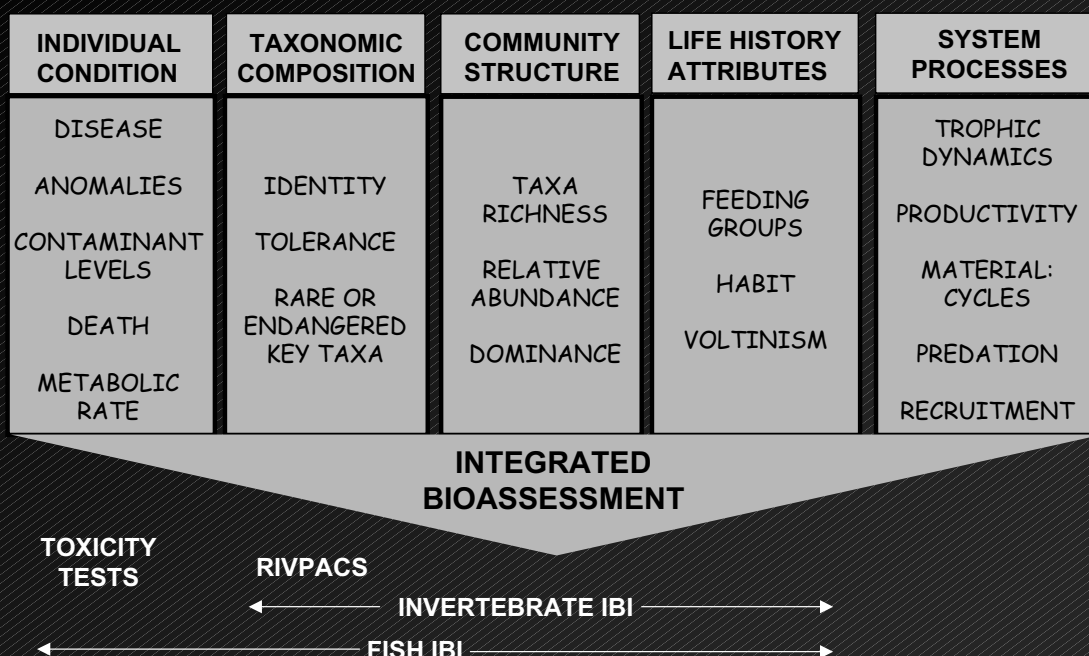 INDIVIDUAL
CONDITION
DISEASE
ANOMALIES
CONTAMINANT
LEVELS
DEATH
METABOLIC
RATE
TAXONOMIC
COMPOSITION
IDENTITY
TOLERANCE
RARE OR
ENDANGERED
KEY TAXA
COMMUNITY
STRUCTURE
TAXA
RICHNESS
RELATIVE
ABUNDANCE
DOMINANCE
LIFE HISTORY
ATTRIBUTES
FEEDING
GROUPS
HABIT
VOLTINISM
SYSTEM
PROCESSES
TROPHIC
DYNAMICS
PRODUCTIVITY
MATERIAL:
CYCLES
PREDATION
RECRUITMENT
INTEGRATED
BIOASSESSMENT
TOXICITY
TESTS
RIVPACS
INVERTEBRATE IBI
FISH IBI